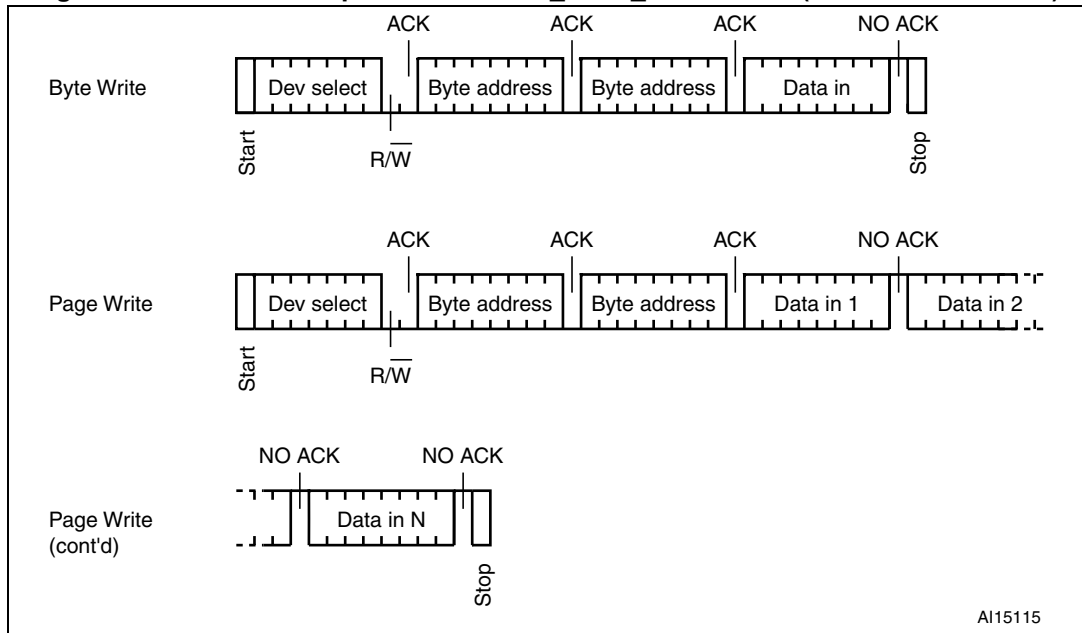 ACK ACK ACK NO ACK
Byte Write Dev select Byte address Byte address Data in
Start R/W̅ Stop
ACK ACK ACK NO ACK
Page Write Dev select Byte address Byte address Data in 1 Data in 2
Start R/W̅
NO ACK NO ACK
Page Write
(cont'd)
Data in N
Stop
AI15115